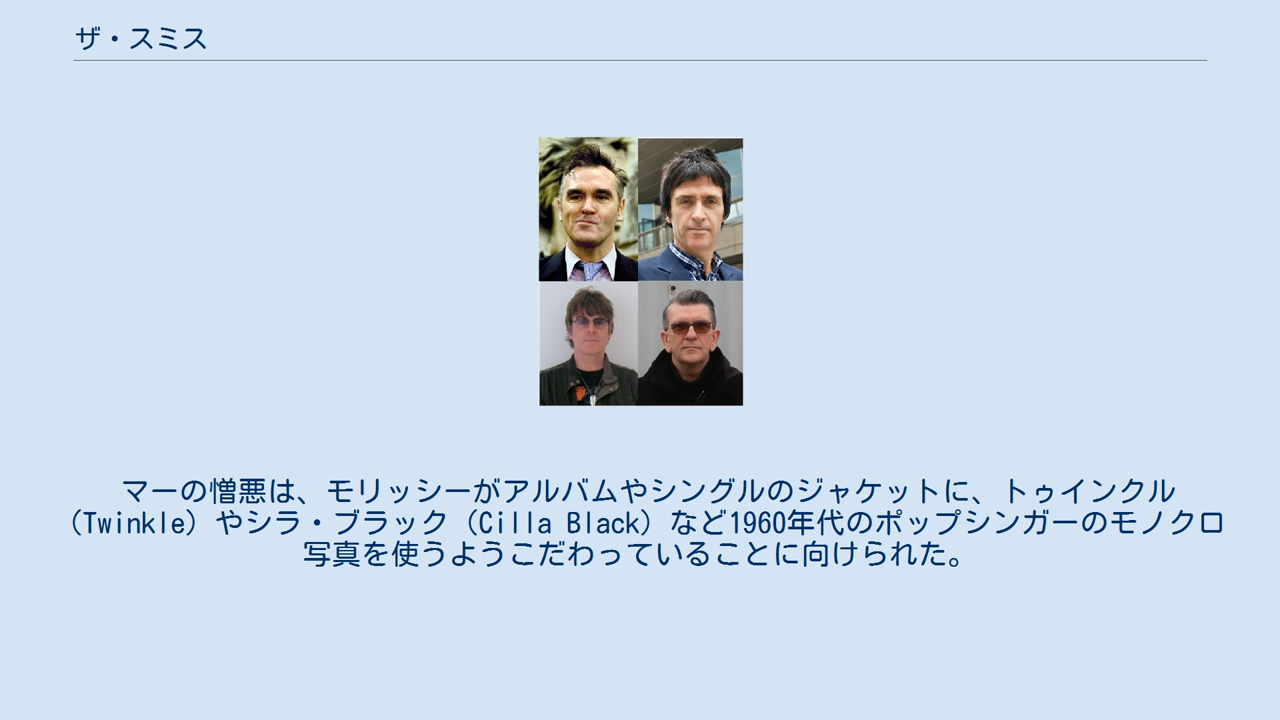 ザ・スミス
マーの憎悪は、モリッシーがアルバムやシングルのジャケットに、トゥインクル
（Twinkle）やシラ・ブラック（Cilla Black）など1960年代のポップシンガーのモノクロ
写真を使うようこだわっていることに向けられた。